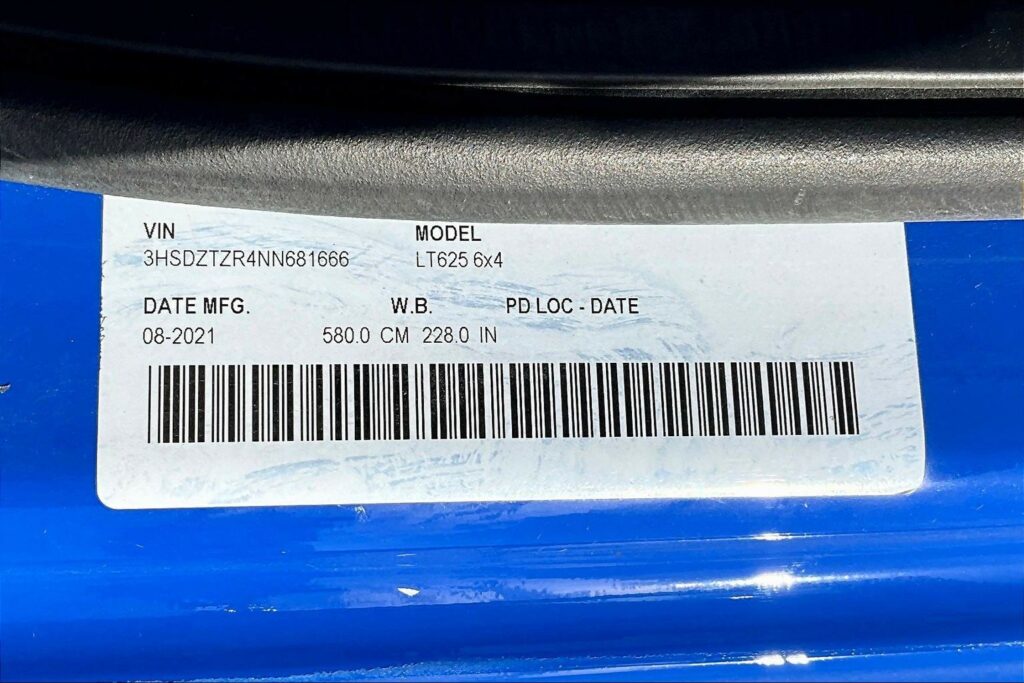 VIN MODEL
3HSDZTZR4NN681666 LT625 6x4
DATE MFG. W.B. PD LOC - DATE
08-2021 580.0 CM 228.0 IN